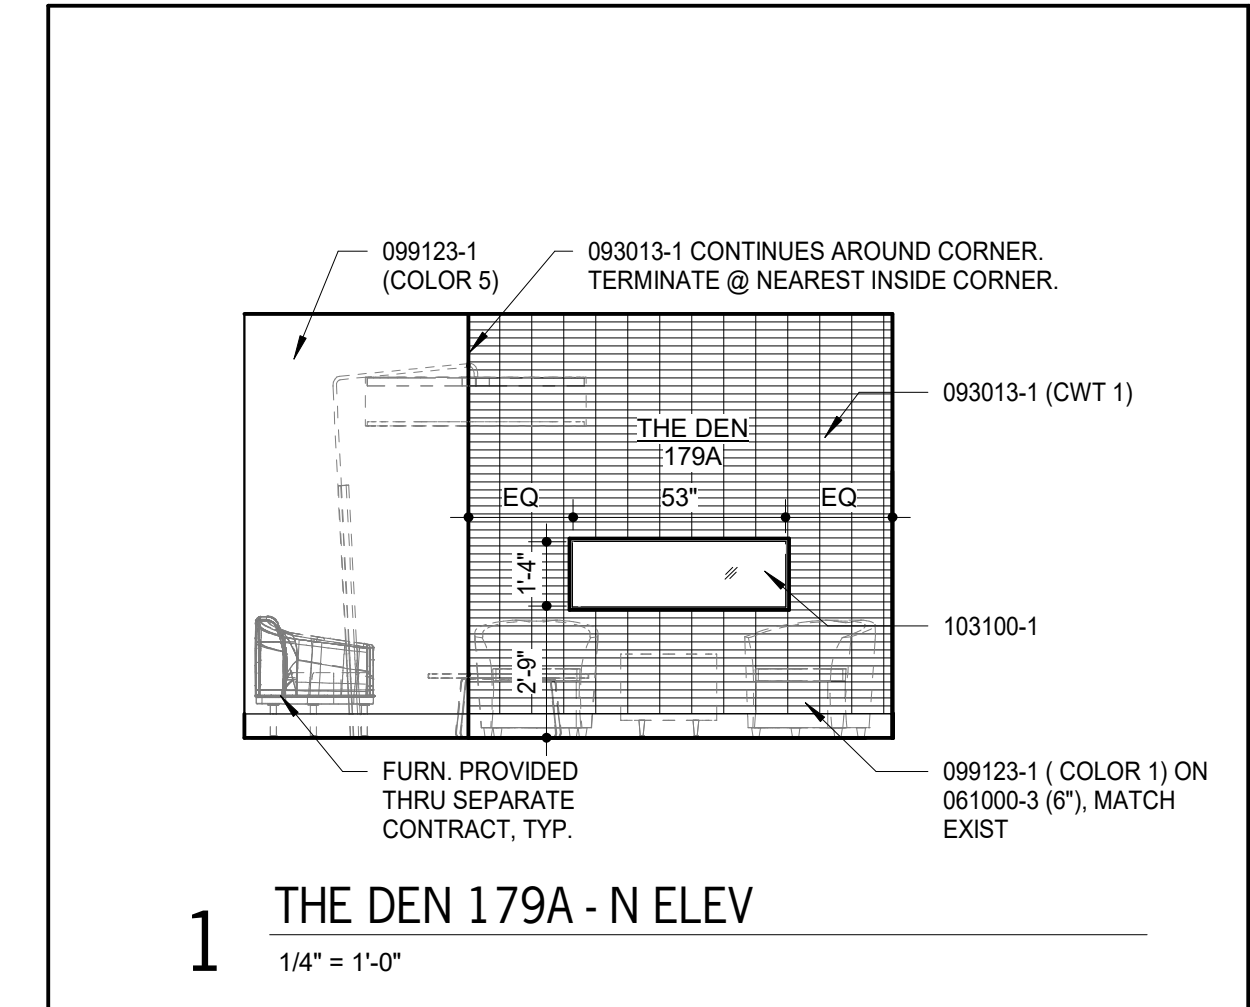 099123-1
(COLOR 5)
093013-1 CONTINUES AROUND CORNER.
TERMINATE @ NEAREST INSIDE CORNER.
093013-1 (CWT 1)
THE DEN
179A
EQ
53"
EQ
1'-4"
2'-9"
103100-1
FURN. PROVIDED
THRU SEPARATE
CONTRACT, TYP.
099123-1 ( COLOR 1) ON
061000-3 (6"), MATCH
EXIST
1
THE DEN 179A - N ELEV
1/4" = 1'-0"